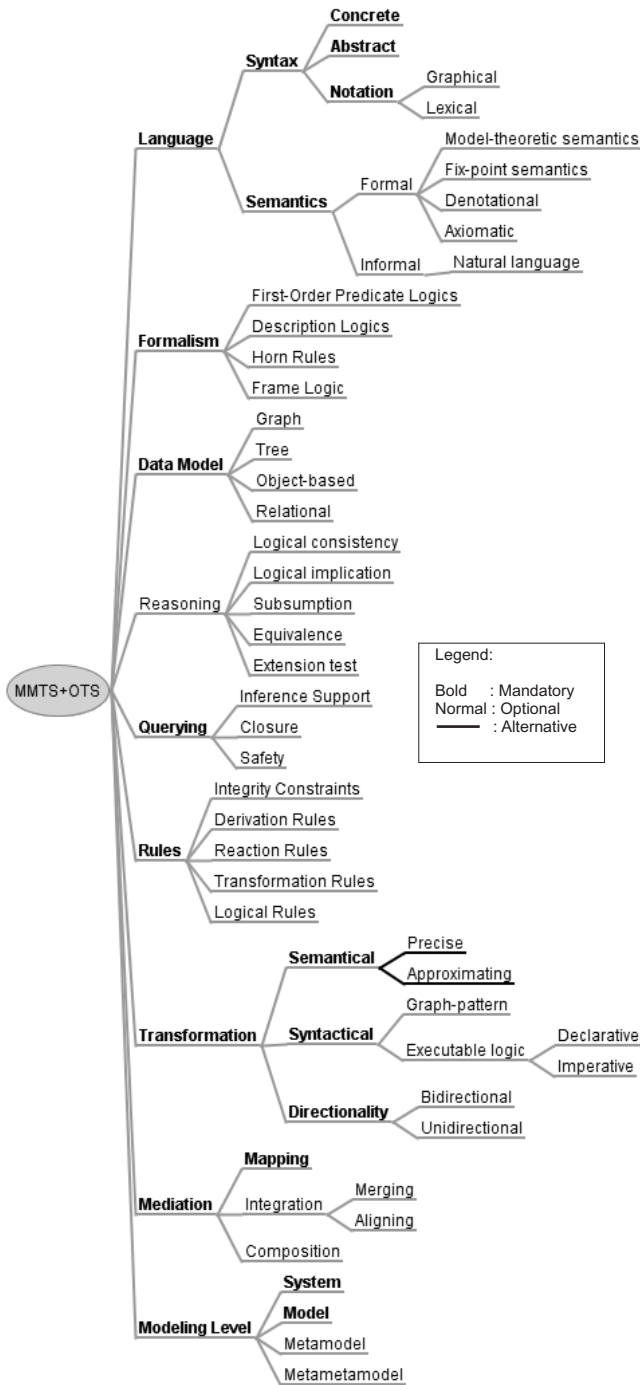 Concrete
Abstract
Syntax
Graphical
Notation
Lexical
Language
Model-theoretic semantics
Fix-point semantics
Formal
Semantics
Denotational
Axiomatic
Informal
Natural language
First-Order Predicate Logics
Description Logics
Formalism
Horn Rules
Frame Logic
Graph
Tree
Data Model
Object-based
Relational
Logical consistency
Logical implication
Reasoning
Subsumption
Equivalence
Extension test
MMTS+OTS
Inference Support
Querying
Closure
Safety
Integrity Constraints
Derivation Rules
Rules
Reaction Rules
Transformation Rules
Logical Rules
Semantical
Precise
Approximating
Transformation
Syntactical
Graph-pattern
Executable logic
Declarative
Imperative
Directionality
Bidirectional
Unidirectional
Mapping
Mediation
Integration
Merging
Aligning
Composition
System
Model
Modeling Level
Metamodel
Metametamodel
Legend:
Bold : Mandatory
Normal : Optional
: Alternative